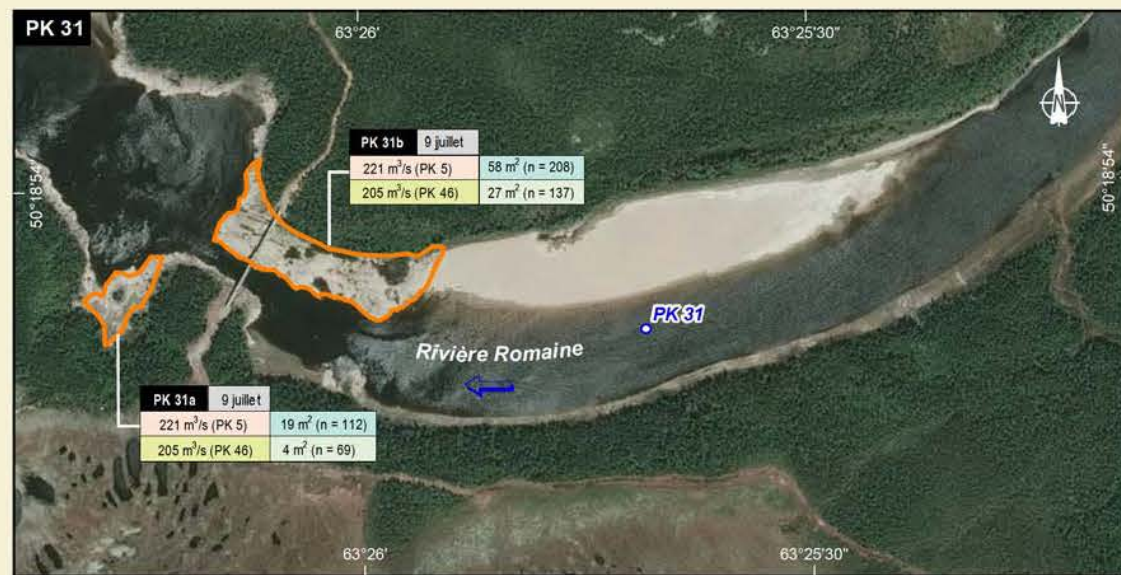 PK 31
63°26'
63°25'30"
N
PK 31b 9 juillet
221 m³/s (PK 5) 58 m² (n = 208)
205 m³/s (PK 46) 27 m² (n = 137)
50°18'54"
50°18'54"
PK 31
Rivière Romaine
PK 31a 9 juillet
221 m³/s (PK 5) 19 m² (n = 112)
205 m³/s (PK 46) 4 m² (n = 69)
63°26'
63°25'30"